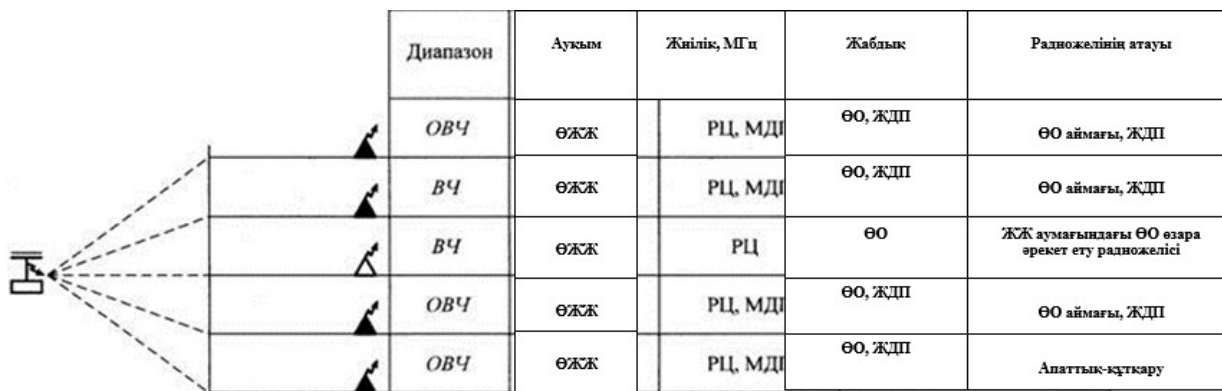 Диапазон
Ауқым
Жиілік, МГц
Жабдық
Радиожелінің атауы
ОВЧ
ӨЖЖ
РЦ, МДП
ӨО, ЖДП
ӨО аймағы, ЖДП
ВЧ
ӨЖЖ
РЦ, МДП
ӨО, ЖДП
ӨО аймағы, ЖДП
ВЧ
ӨЖЖ
РЦ
ӨО
ЖЖ аумағындағы ӨО өзара
әрекет ету радиожелісі
ОВЧ
ӨЖЖ
РЦ, МДП
ӨО, ЖДП
ӨО аймағы, ЖДП
ОВЧ
ӨЖЖ
РЦ, МДП
ӨО, ЖДП
Апаттық-құтқару